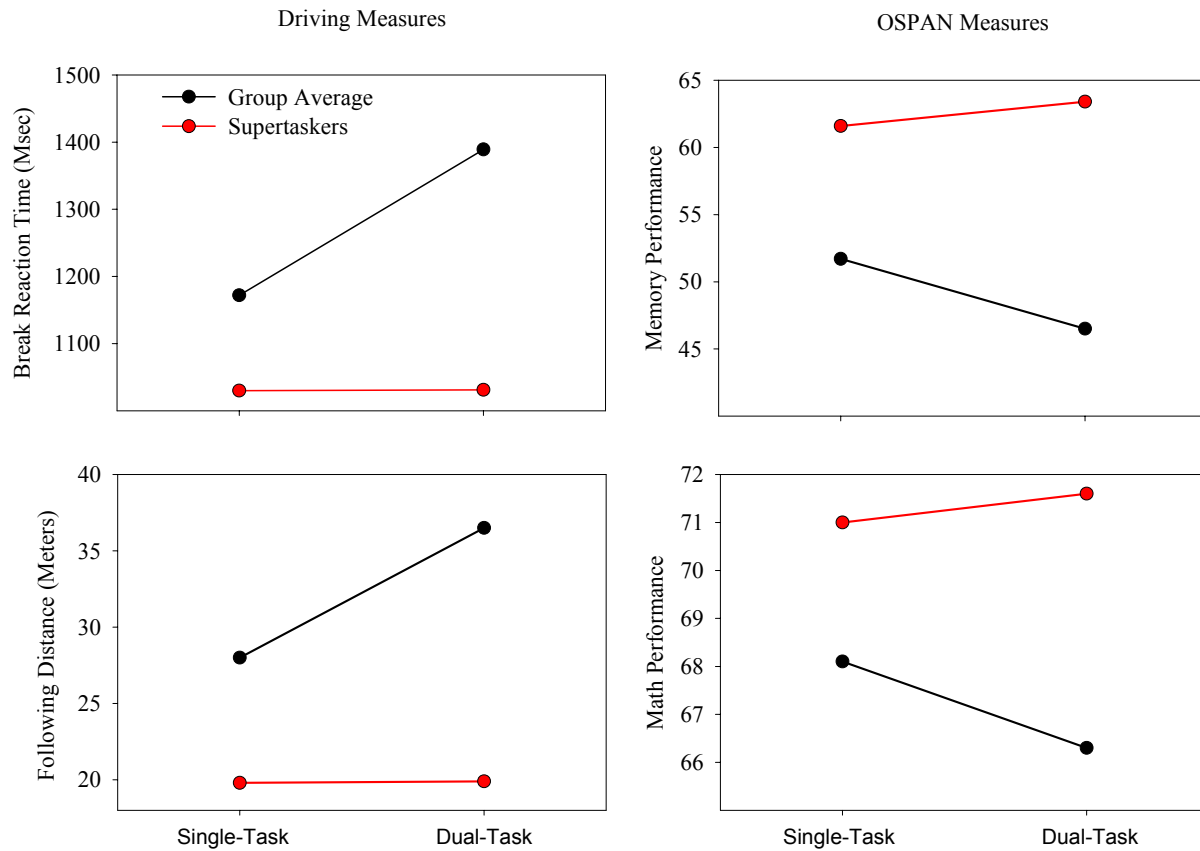 Driving Measures
OSPAN Measures
Break Reaction Time (Msec)
1500
1400
1300
1200
1100
Group Average
Supertaskers
Memory Performance
65
60
55
50
45
Following Distance (Meters)
40
35
30
25
20
Single-Task
Dual-Task
Math Performance
72
71
70
69
68
67
66
Single-Task
Dual-Task